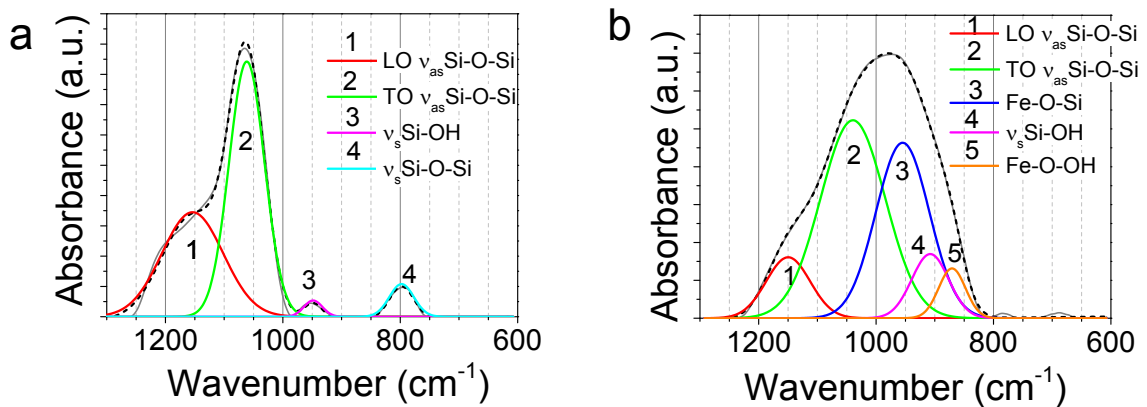 a
Absorbance (a.u.)
1
LO νasSi-O-Si
2
TO νasSi-O-Si
3
νsSi-OH
4
νsSi-O-Si
1
2
3
4
1200 1000 800 600
Wavenumber (cm-1)
b
Absorbance (a.u.)
1
LO νasSi-O-Si
2
TO νasSi-O-Si
3
Fe-O-Si
4
νsSi-OH
5
Fe-O-OH
1
2
3
4
5
1200 1000 800 600
Wavenumber (cm-1)